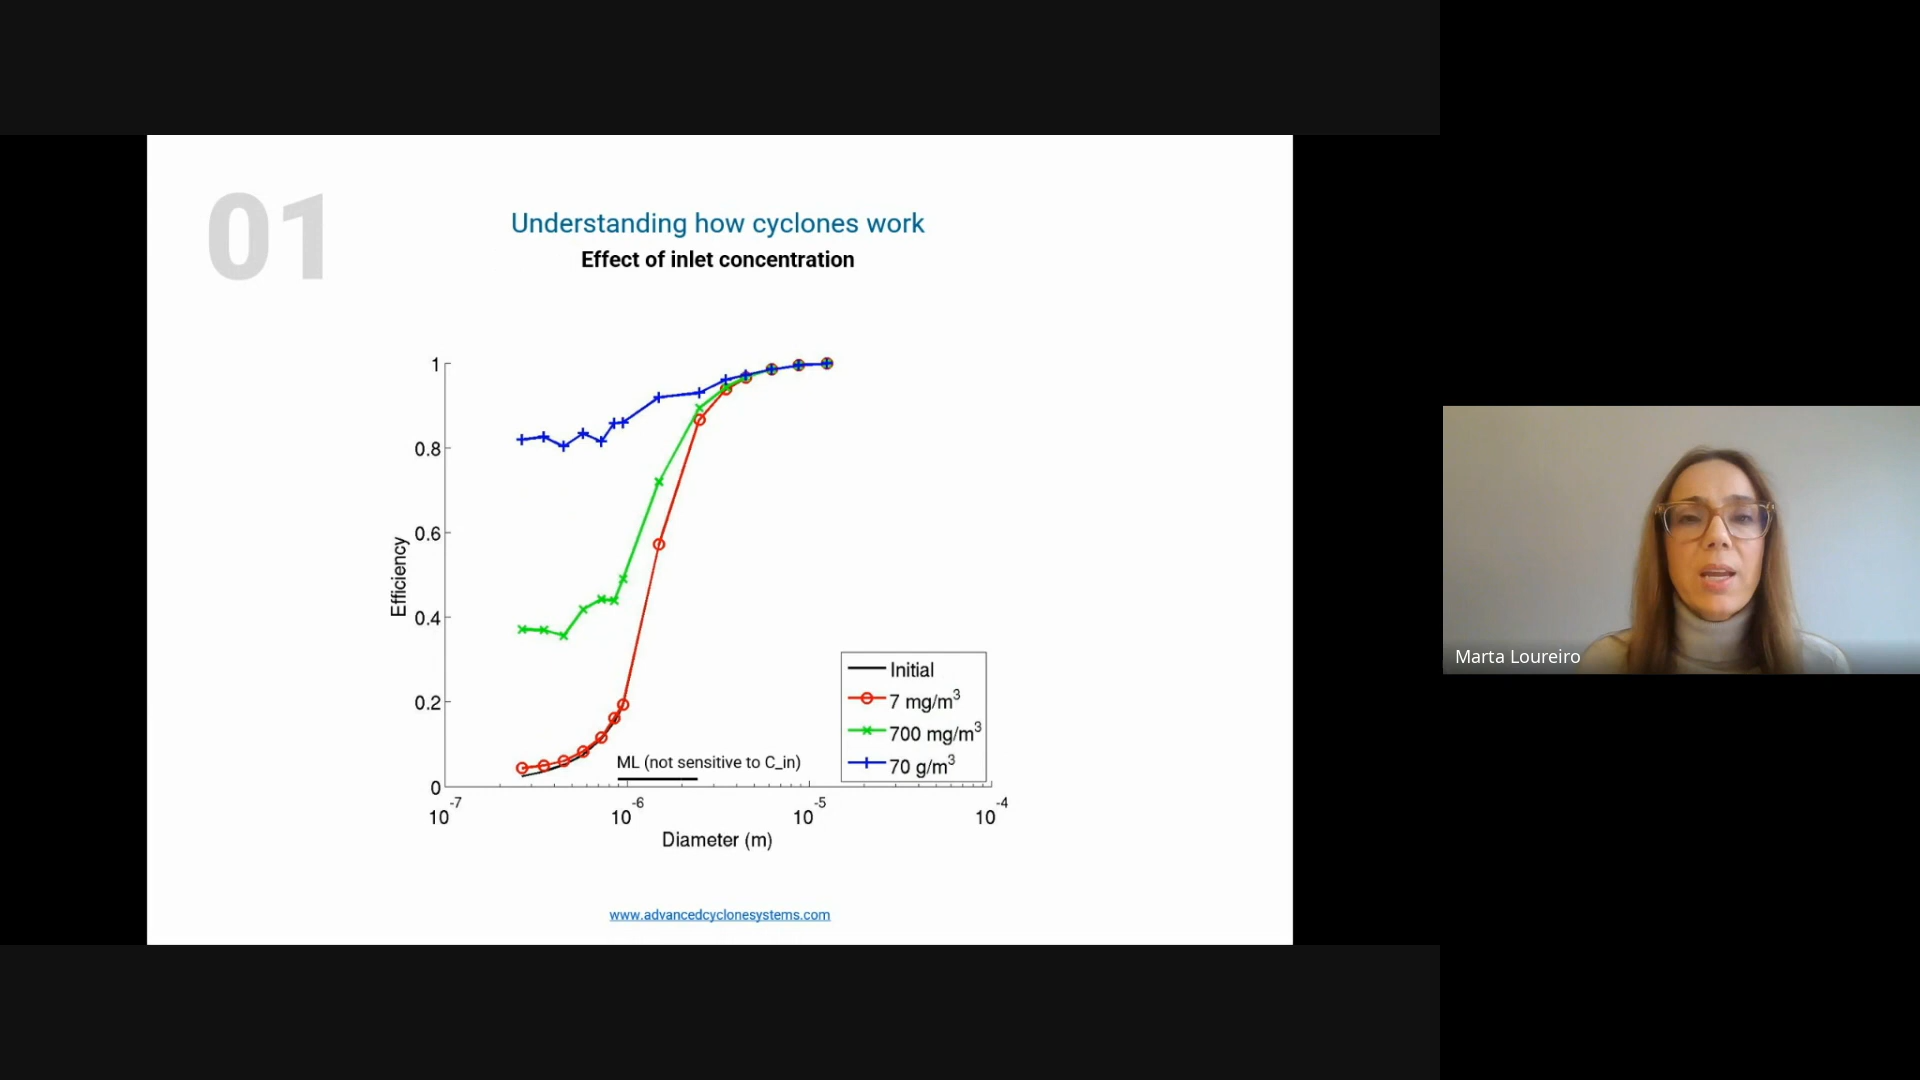 01
Understanding how cyclones work
Effect of inlet concentration
1
0.8
0.6
0.4
0.2
0
Efficiency
ML (not sensitive to C_in)
Initial
7 mg/m³
700 mg/m³
70 g/m³
10⁻⁷ 10⁻⁶ 10⁻⁵ 10⁻⁴
Diameter (m)
www.advancedcyclonesystems.com
Marta Loureiro